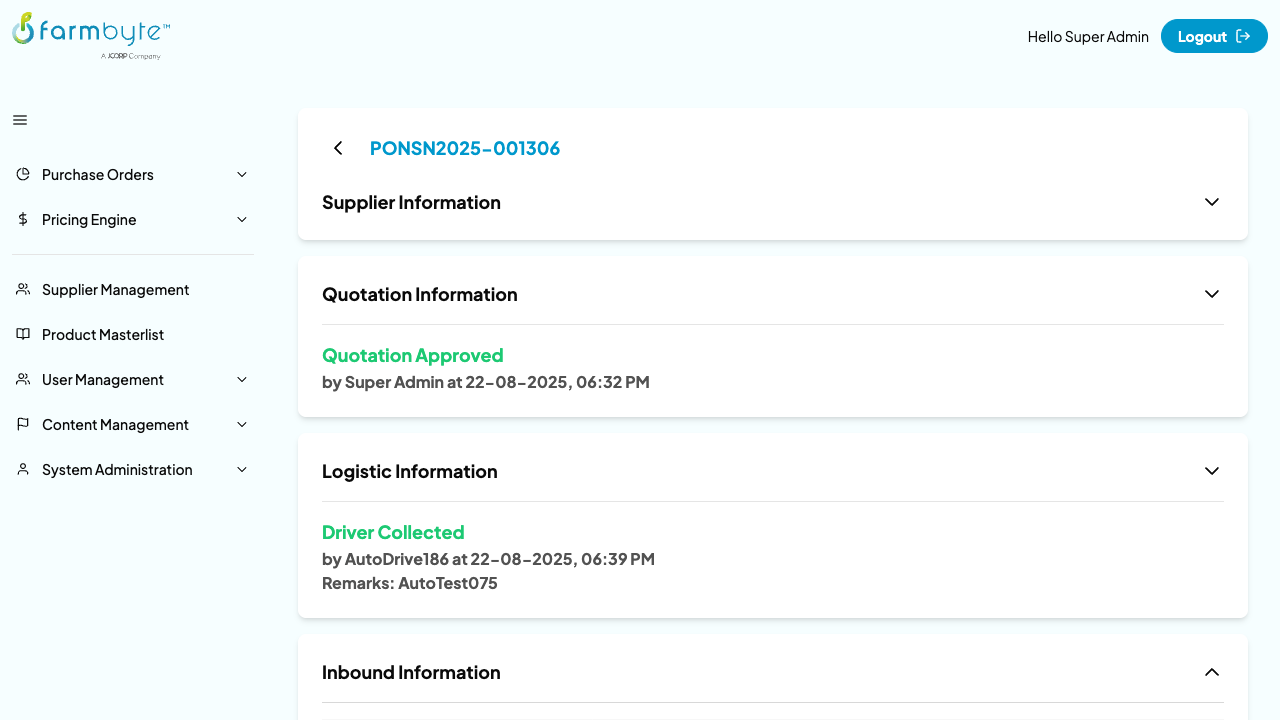 farmbyte™
A JCORP Company
Hello Super Admin
Logout
Purchase Orders
Pricing Engine
Supplier Management
Product Masterlist
User Management
Content Management
System Administration
PONSN2025-001306
Supplier Information
Quotation Information
Quotation Approved
by Super Admin at 22-08-2025, 06:32 PM
Logistic Information
Driver Collected
by AutoDrive186 at 22-08-2025, 06:39 PM
Remarks: AutoTest075
Inbound Information